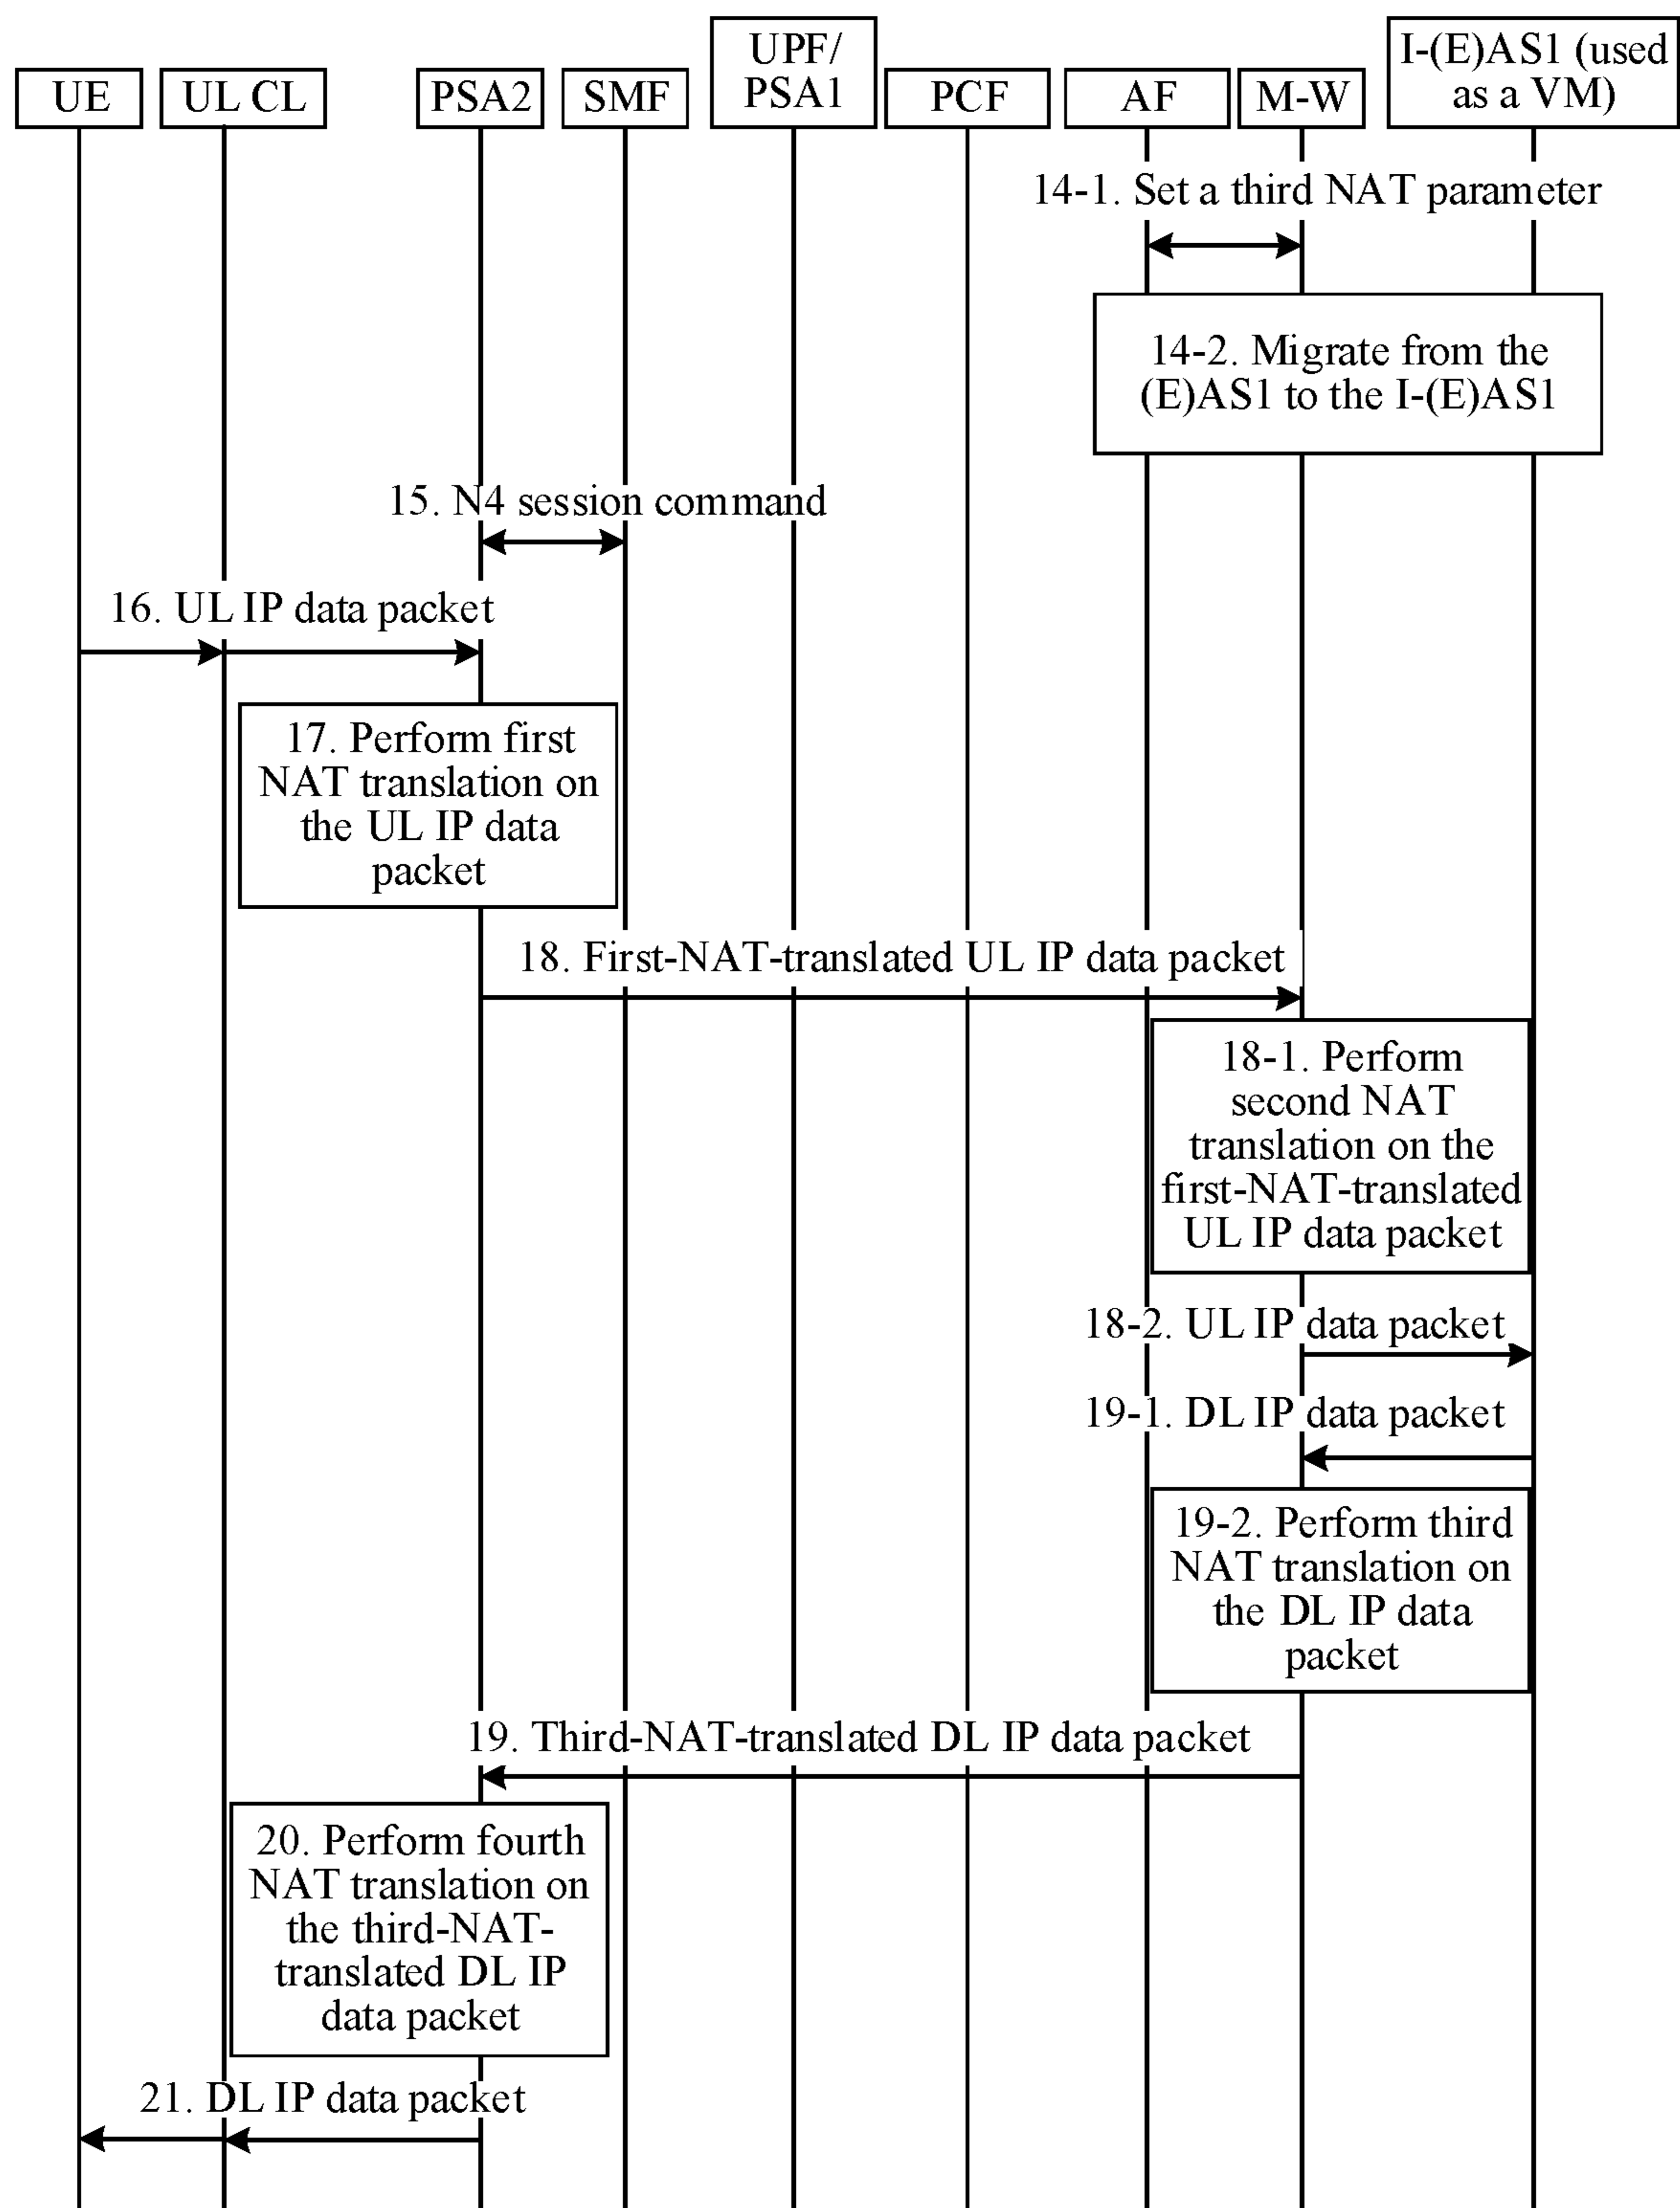 UE
UL CL
PSA2
SMF
UPF/
PSA1
PCF
AF
M-W
I-(E)AS1 (used
as a VM)
14-1. Set a third NAT parameter
14-2. Migrate from the
(E)AS1 to the I-(E)AS1
15. N4 session command
16. UL IP data packet
17. Perform first
NAT translation on
the UL IP data
packet
18. First-NAT-translated UL IP data packet
18-1. Perform
second NAT
translation on the
first-NAT-translated
UL IP data packet
18-2. UL IP data packet
19-1. DL IP data packet
19-2. Perform third
NAT translation on
the DL IP data
packet
19. Third-NAT-translated DL IP data packet
20. Perform fourth
NAT translation on
the third-NAT-
translated DL IP
data packet
21. DL IP data packet